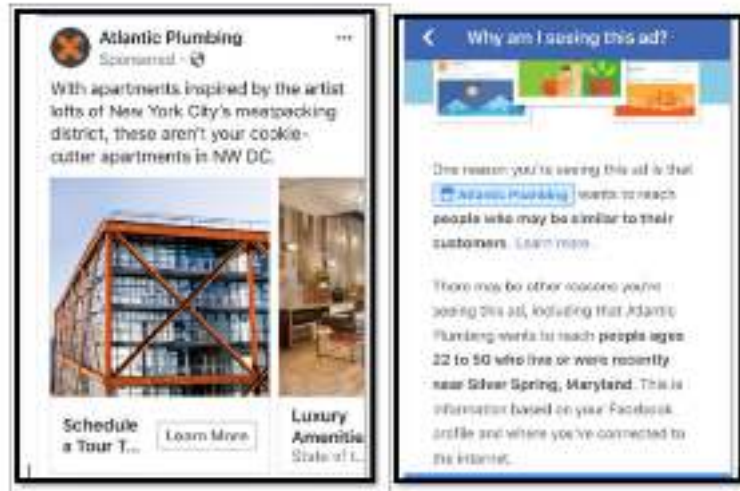 Atlantic Plumbing
Sponsored ·
With apartments inspired by the artist
lofts of New York City's meatpacking
district, these aren't your cookie-
cutter apartments in NW DC.
Schedule
a Tour T...
Learn More
Luxury
Amenitie
State of t...
Why am I seeing this ad?
One reason you're seeing this ad is that
Atlantic Plumbing wants to reach
people who may be similar to their
customers. Learn more.
There may be other reasons you're
seeing this ad, including that Atlantic
Plumbing wants to reach people ages
22 to 50 who live or were recently
near Silver Spring, Maryland. This is
information based on your Facebook
profile and where you've connected to
the internet.